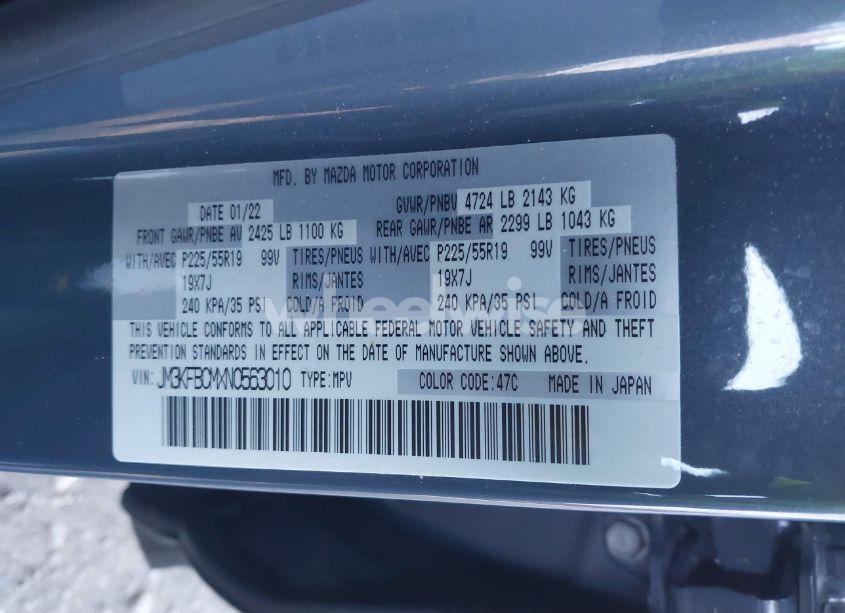 MFD. BY MAZDA MOTOR CORPORATION
DATE 01/22 GVWR/PNBV 4724 LB 2143 KG
FRONT GAWR/PNBE AV 2425 LB 1100 KG REAR GAWR/PNBE AR 2299 LB 1043 KG
WITH/AVEC P225/55R19 99V TIRES/PNEUS WITH/AVEC P225/55R19 99V TIRES/PNEUS
19X7J RIMS/JANTES 19X7J RIMS/JANTES
240 KPA/35 PSI COLD/A FROID 240 KPA/35 PSI COLD/A FROID
wheelwise
THIS VEHICLE CONFORMS TO ALL APPLICABLE FEDERAL MOTOR VEHICLE SAFETY AND THEFT
PREVENTION STANDARDS IN EFFECT ON THE DATE OF MANUFACTURE SHOWN ABOVE.
VIN: JM3KFBCMXN0563010 TYPE:MPV COLOR CODE:47C MADE IN JAPAN